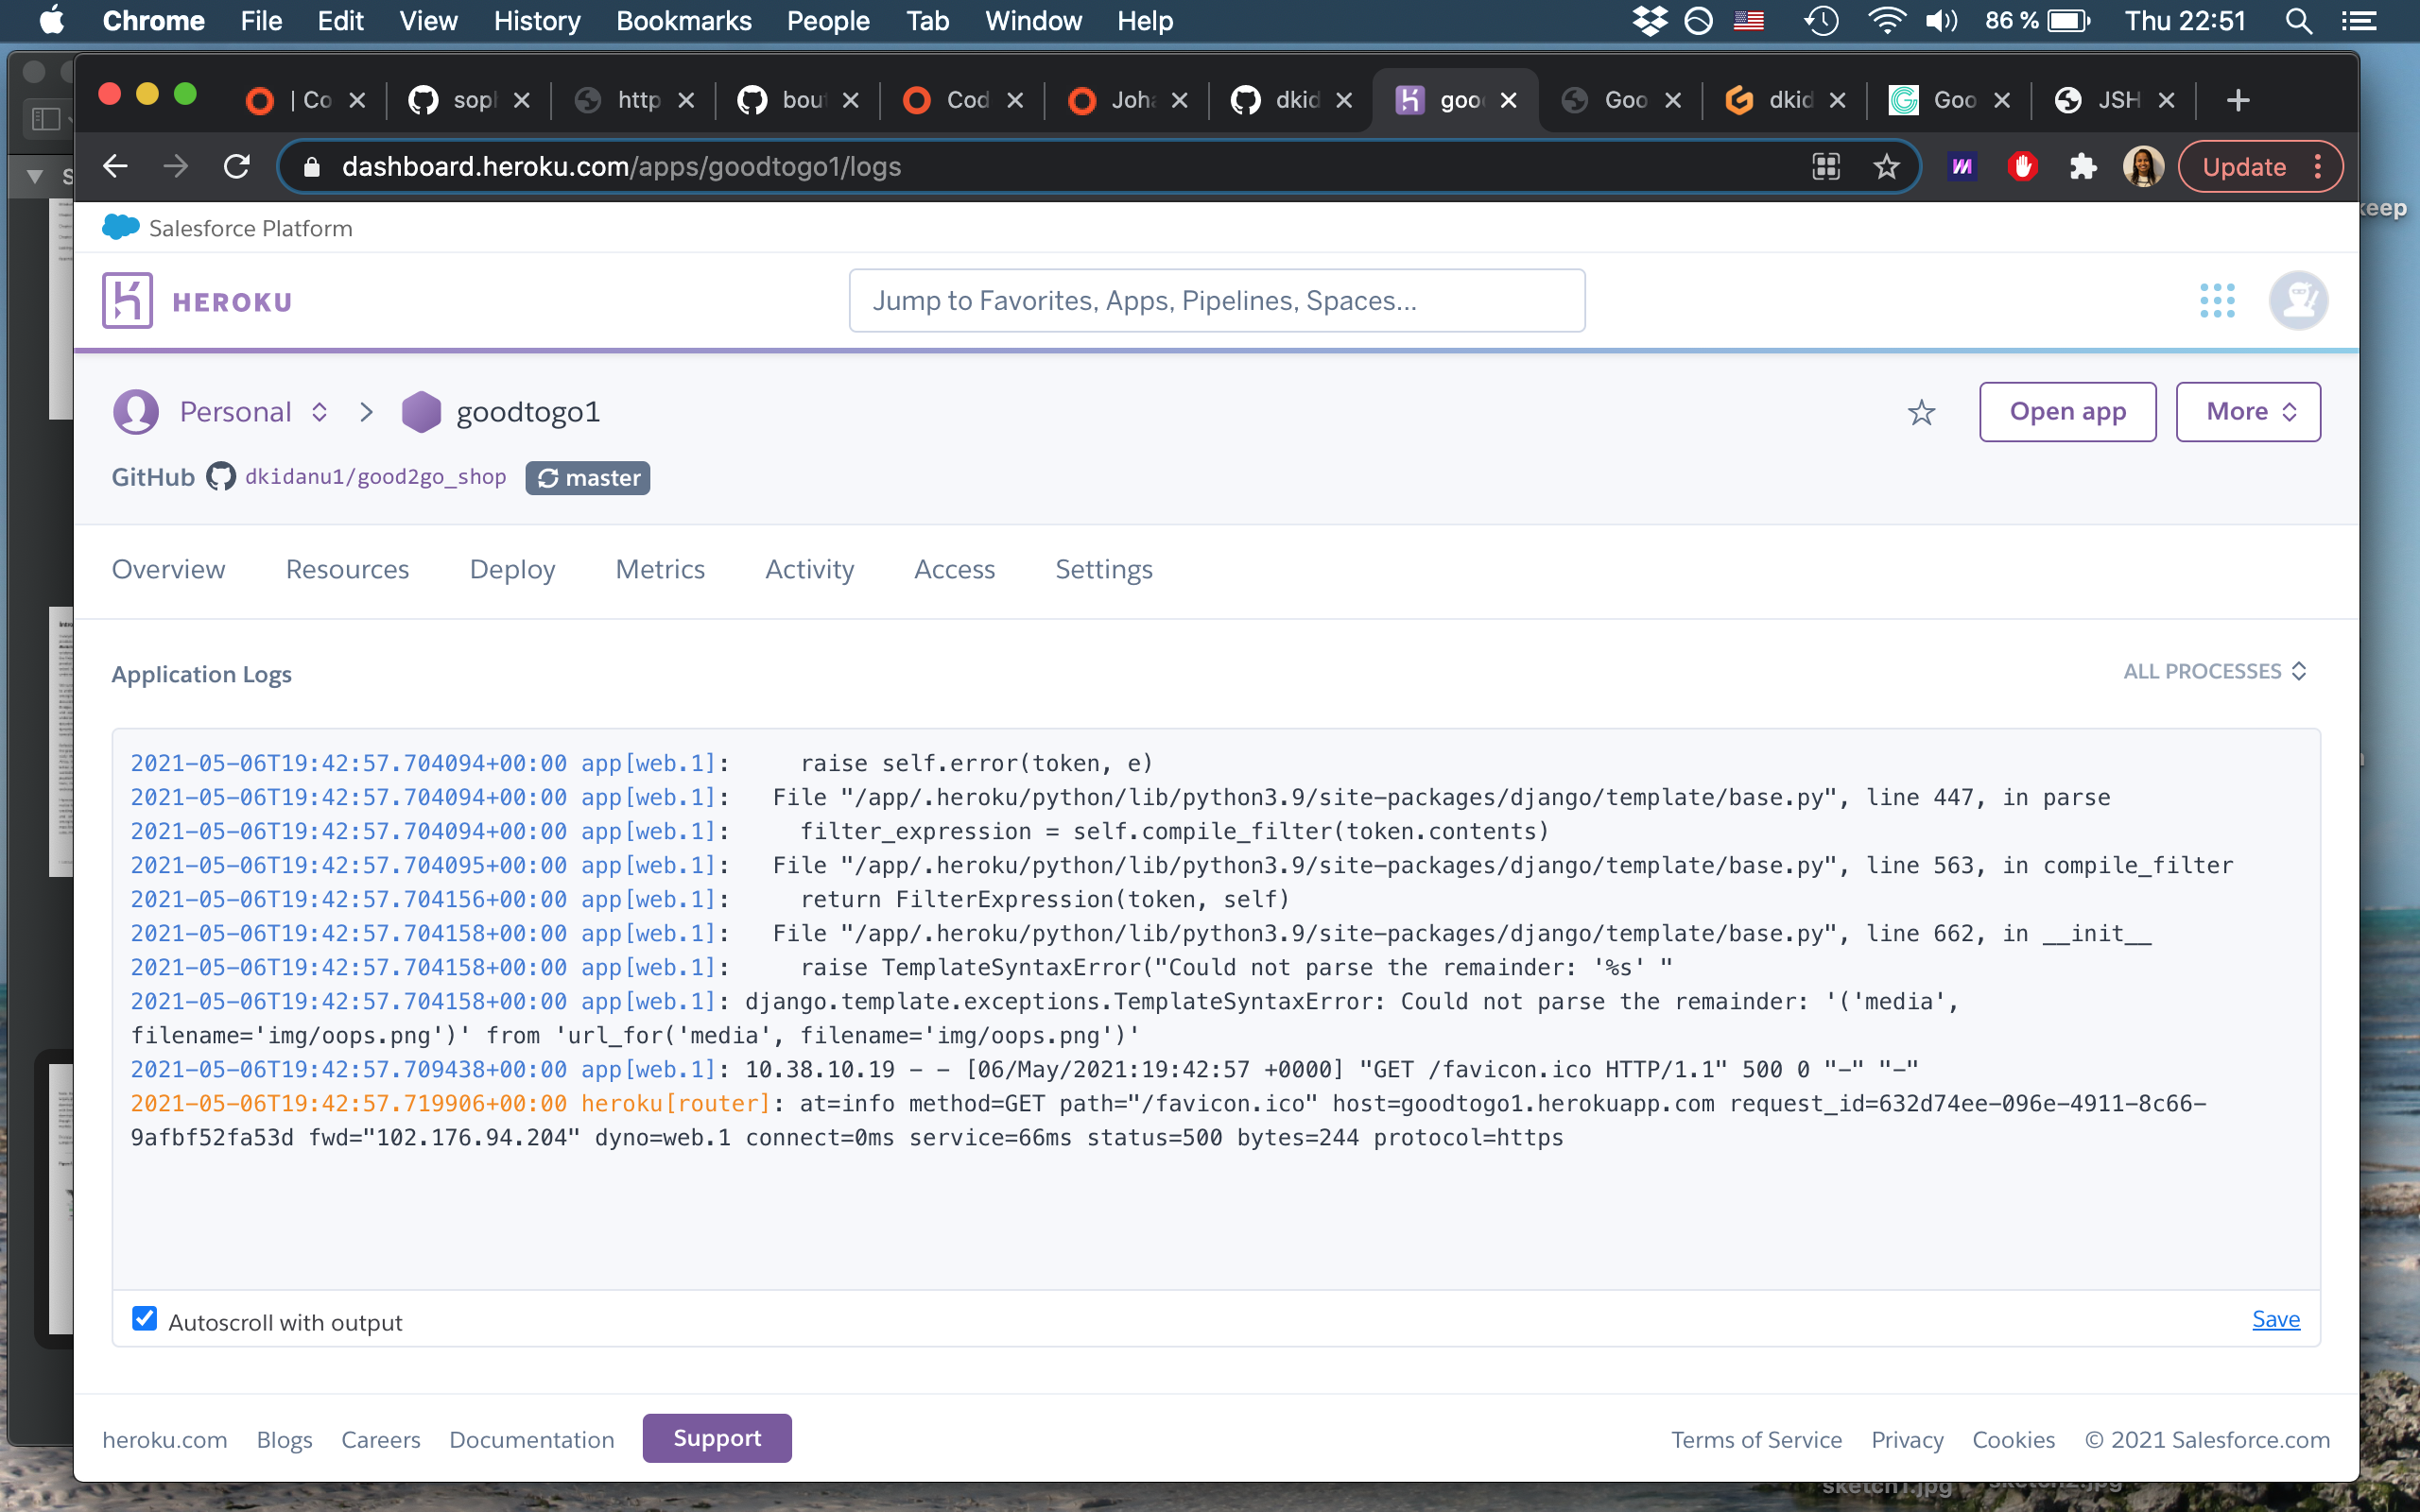 Chrome File Edit View History Bookmarks People Tab Window Help 86 % Thu 22:51
| Co sopl http bou Cod Joha dkid goo Goo dkid Goo JSH
dashboard.heroku.com/apps/goodtogo1/logs Update
keep
Salesforce Platform
HEROKU Jump to Favorites, Apps, Pipelines, Spaces...
Personal goodtogo1 Open app More
GitHub dkidanu1/good2go_shop master
Overview Resources Deploy Metrics Activity Access Settings
Application Logs ALL PROCESSES
2021-05-06T19:42:57.704094+00:00 app[web.1]:     raise self.error(token, e)
2021-05-06T19:42:57.704094+00:00 app[web.1]:   File "/app/.heroku/python/lib/python3.9/site-packages/django/template/base.py", line 447, in parse
2021-05-06T19:42:57.704094+00:00 app[web.1]:     filter_expression = self.compile_filter(token.contents)
2021-05-06T19:42:57.704095+00:00 app[web.1]:   File "/app/.heroku/python/lib/python3.9/site-packages/django/template/base.py", line 563, in compile_filter
2021-05-06T19:42:57.704156+00:00 app[web.1]:     return FilterExpression(token, self)
2021-05-06T19:42:57.704158+00:00 app[web.1]:   File "/app/.heroku/python/lib/python3.9/site-packages/django/template/base.py", line 662, in __init__
2021-05-06T19:42:57.704158+00:00 app[web.1]:     raise TemplateSyntaxError("Could not parse the remainder: '%s' "
2021-05-06T19:42:57.704158+00:00 app[web.1]: django.template.exceptions.TemplateSyntaxError: Could not parse the remainder: '('media',
filename='img/oops.png')' from 'url_for('media', filename='img/oops.png')'
2021-05-06T19:42:57.709438+00:00 app[web.1]: 10.38.10.19 - - [06/May/2021:19:42:57 +0000] "GET /favicon.ico HTTP/1.1" 500 0 "-" "-"
2021-05-06T19:42:57.719906+00:00 heroku[router]: at=info method=GET path="/favicon.ico" host=goodtogo1.herokuapp.com request_id=632d74ee-096e-4911-8c66-
9afbf52fa53d fwd="102.176.94.204" dyno=web.1 connect=0ms service=66ms status=500 bytes=244 protocol=https
Autoscroll with output Save
heroku.com Blogs Careers Documentation Support Terms of Service Privacy Cookies © 2021 Salesforce.com
sketch1.jpg sketch2.jpg